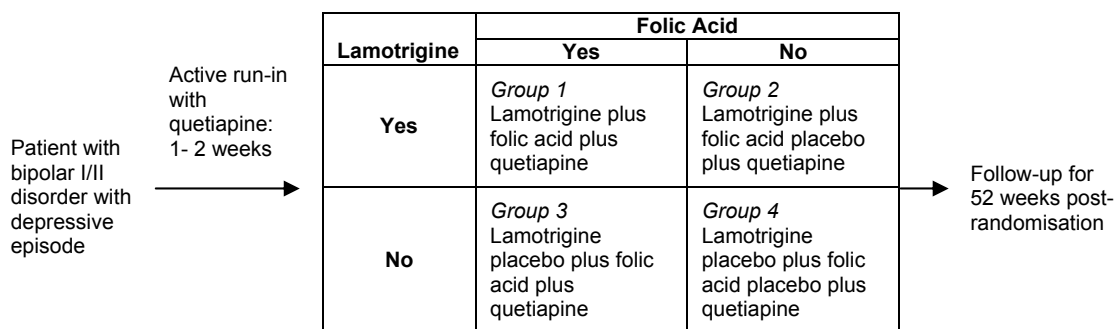 Patient with
bipolar I/II
disorder with
depressive
episode
Active run-in
with
quetiapine:
1- 2 weeks
Lamotrigine
Folic Acid
Yes
No
Yes
Group 1
Lamotrigine plus
folic acid plus
quetiapine
Group 2
Lamotrigine plus
folic acid placebo
plus quetiapine
No
Group 3
Lamotrigine
placebo plus folic
acid plus
quetiapine
Group 4
Lamotrigine
placebo plus folic
acid placebo plus
quetiapine
Follow-up for
52 weeks post-
randomisation